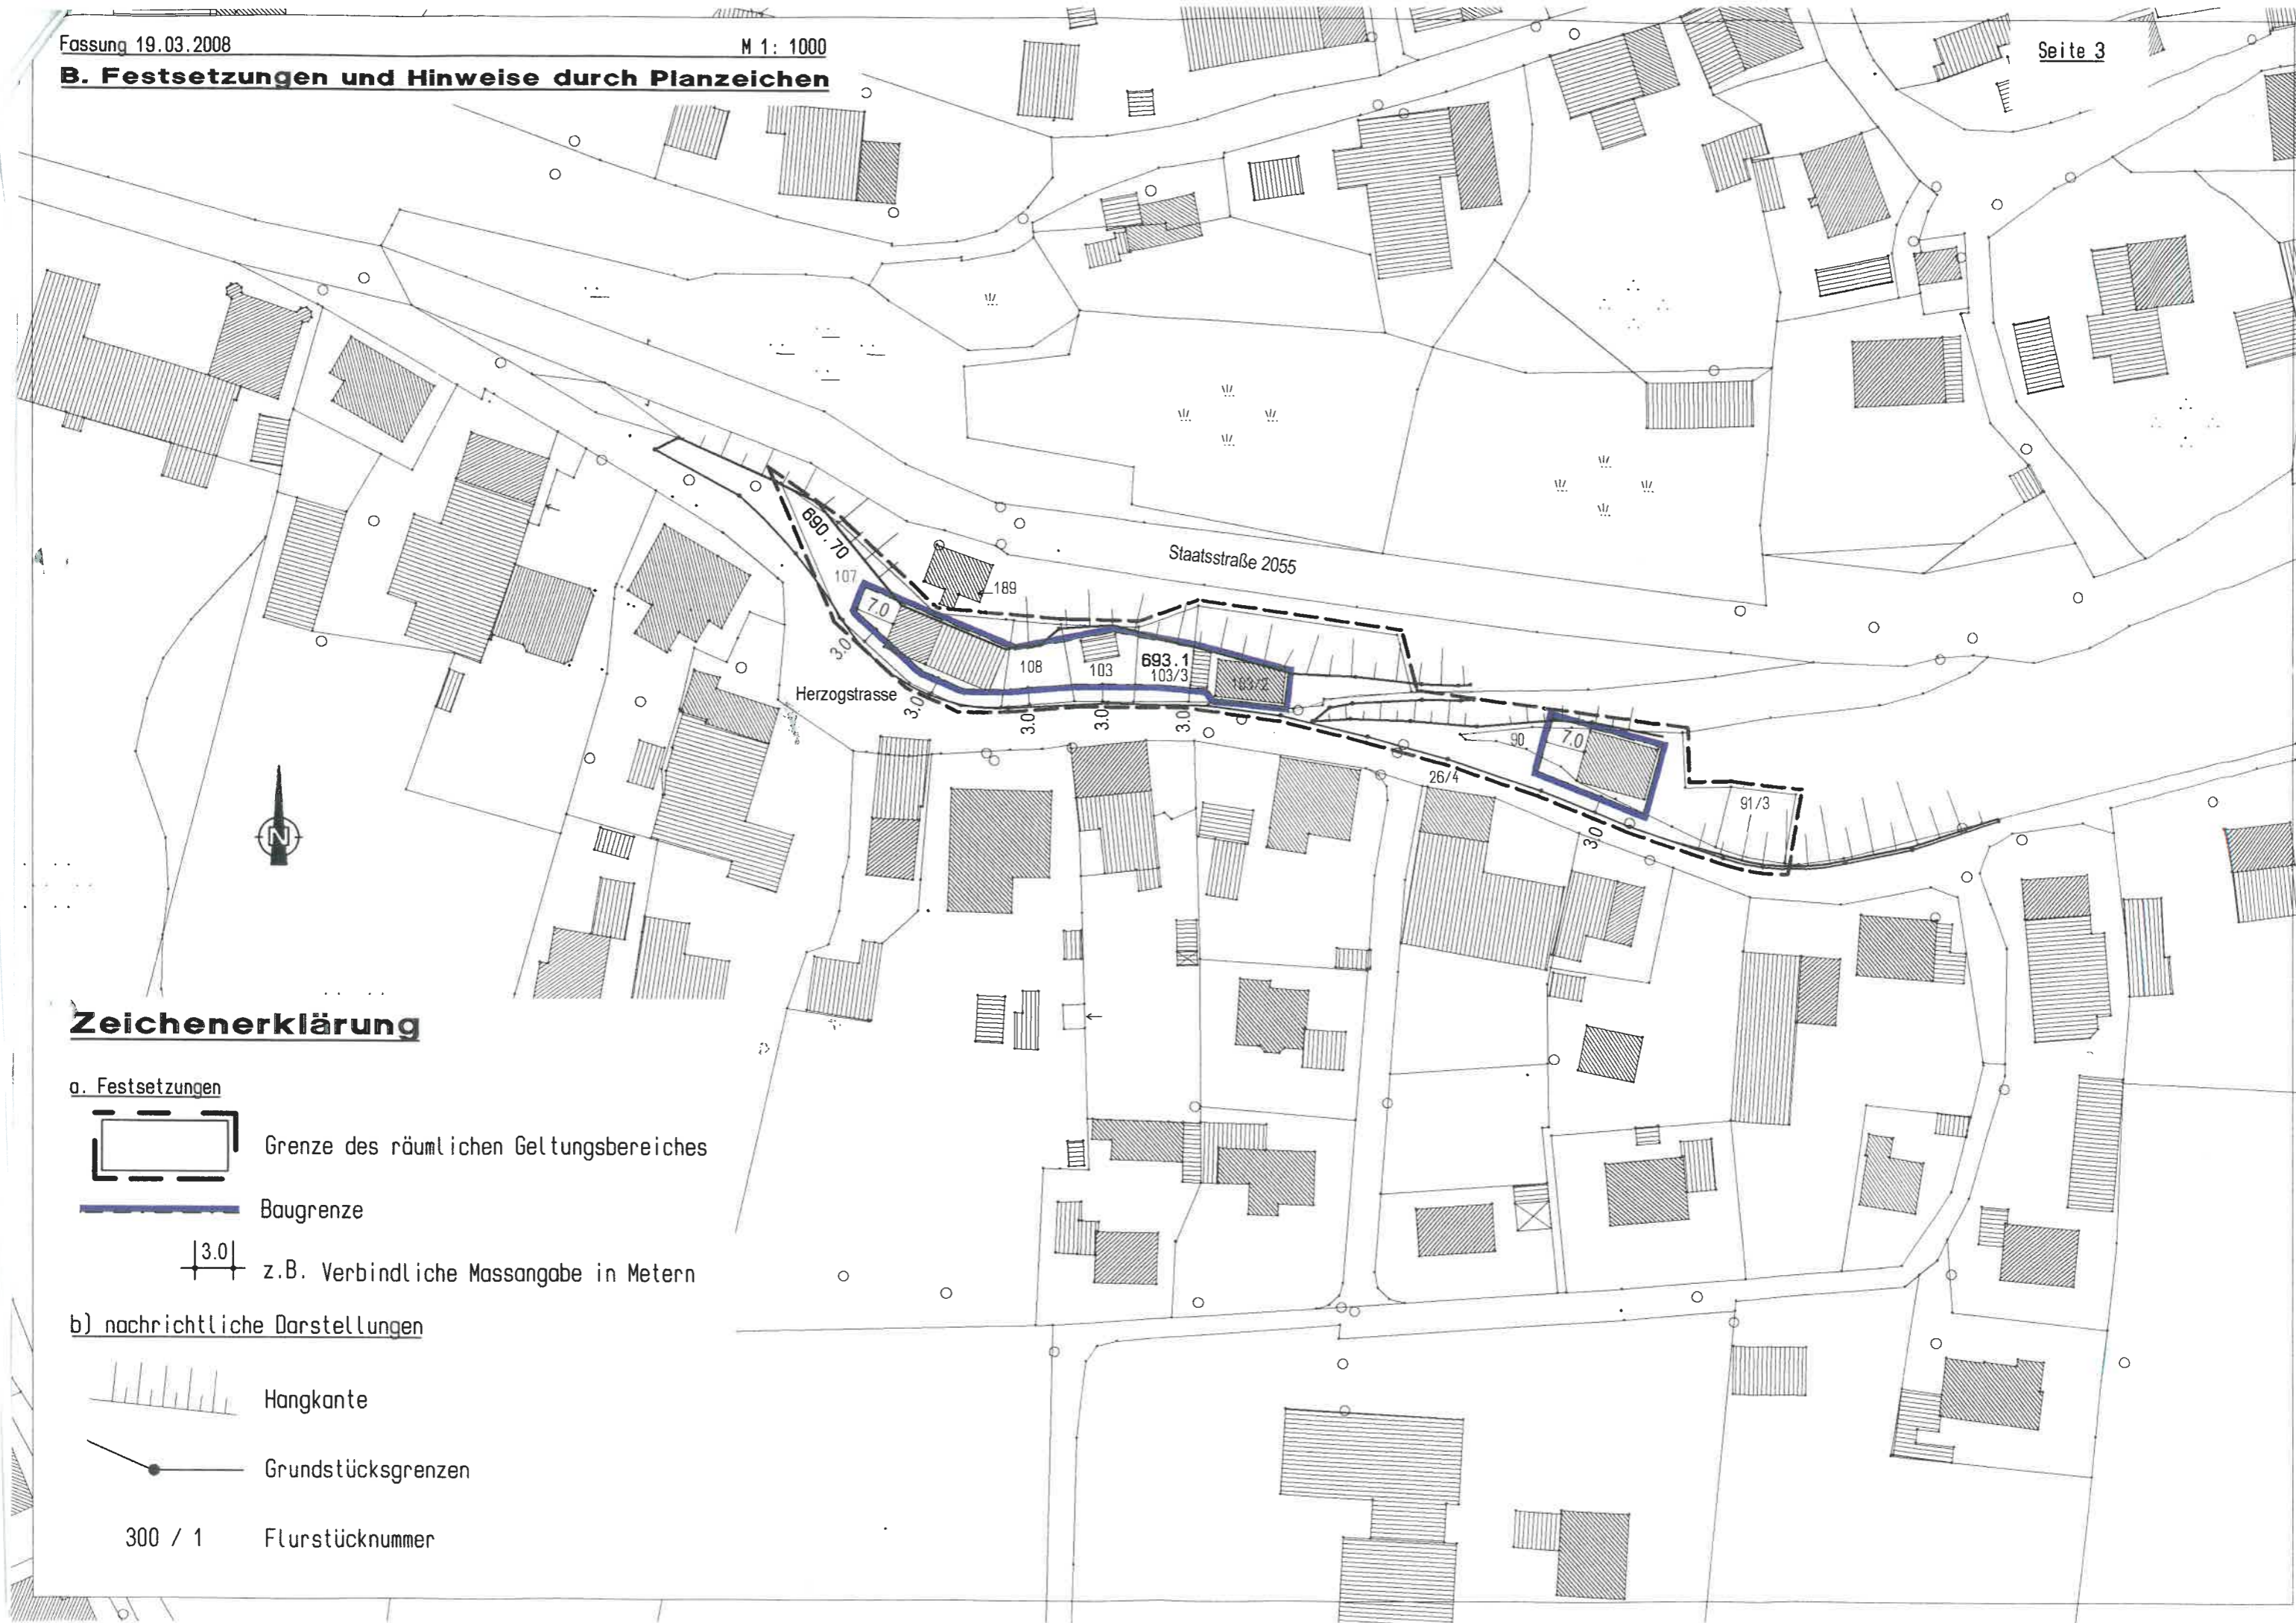 Fassung 19.03.2008
M 1: 1000
Seite 3
B. Festsetzungen und Hinweise durch Planzeichen
690.70
Staatsstraße 2055
107
189
7.0
3.0
108
103
693.1
103/3
103/2
Herzogstrasse
3.0
3.0
3.0
3.0
90
7.0
26/4
91/3
3.0
N
Zeichenerklärung
a. Festsetzungen
Grenze des räumlichen Geltungsbereiches
Baugrenze
3.0
z.B. Verbindliche Massangabe in Metern
b) nachrichtliche Darstellungen
Hangkante
Grundstücksgrenzen
300 / 1
Flurstücknummer